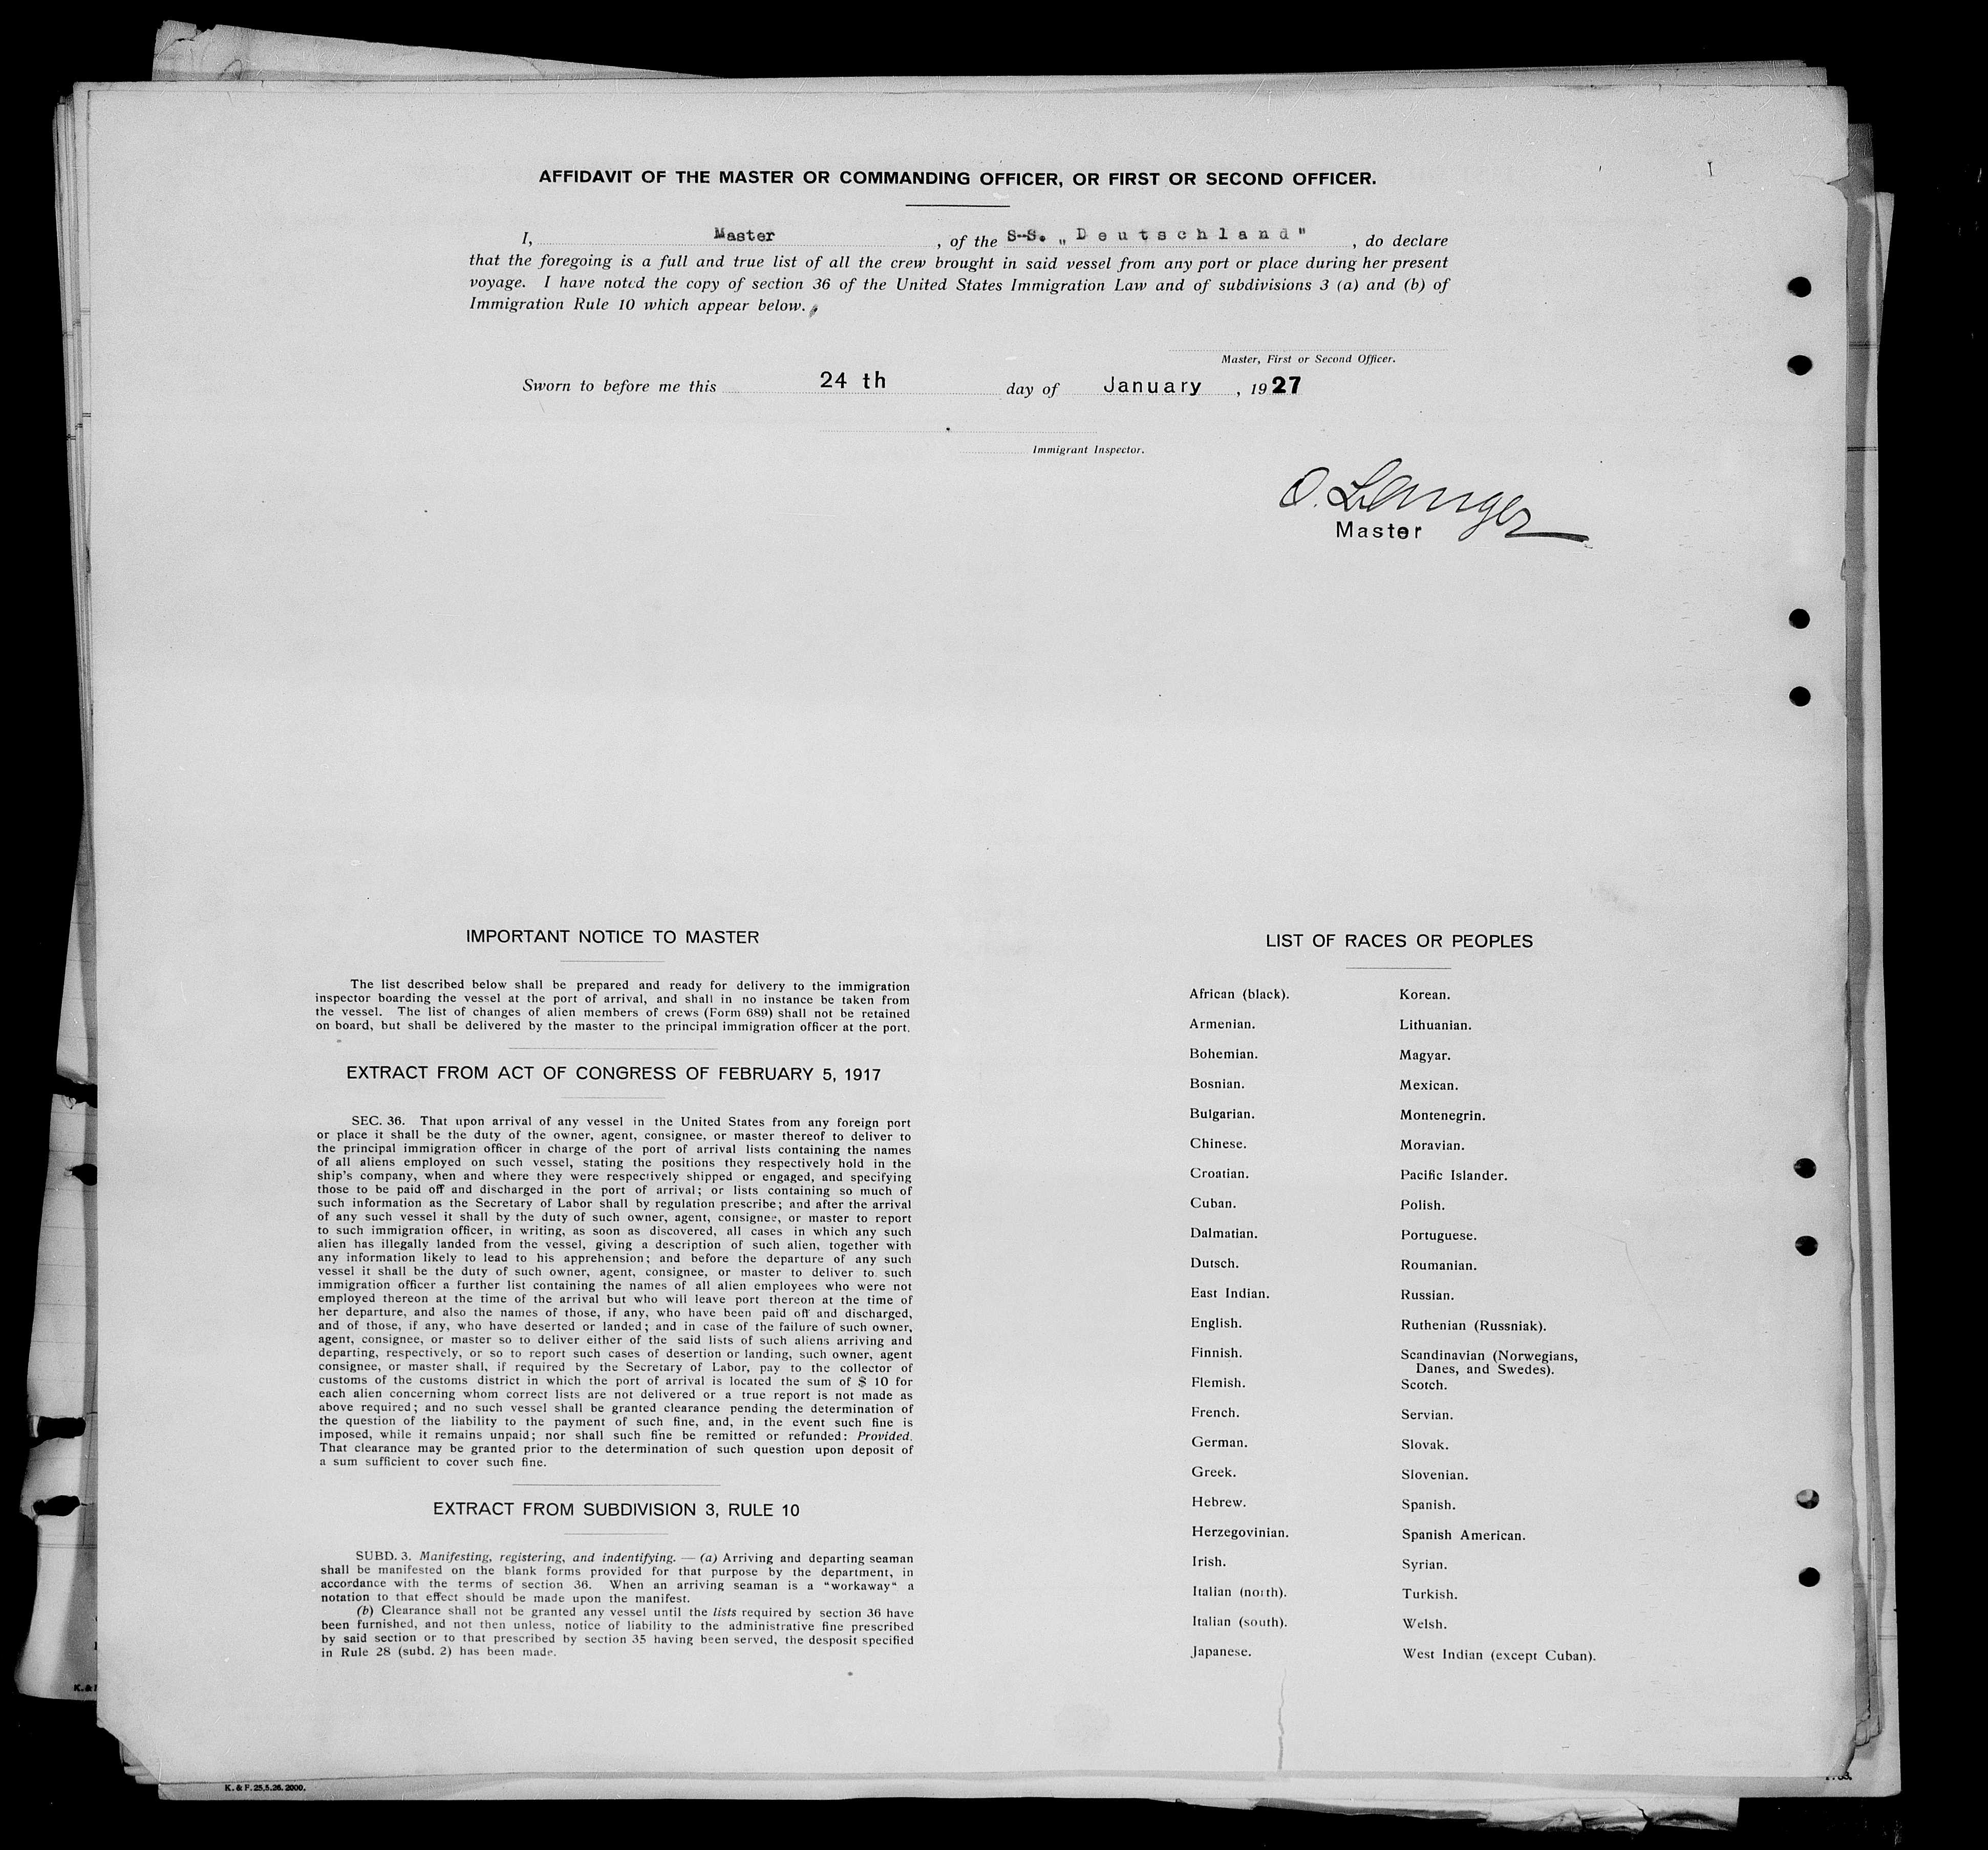 AFFIDAVIT OF THE MASTER OR COMMANDING OFFICER, OR FIRST OR SECOND OFFICER.
I, Master, of the S-S. „Deutschland", do declare
that the foregoing is a full and true list of all the crew brought in said vessel from any port or place during her present
voyage. I have noted the copy of section 36 of the United States Immigration Law and of subdivisions 3 (a) and (b) of
Immigration Rule 10 which appear below.
Master, First or Second Officer.
Sworn to before me this 24 th day of January, 1927
Immigrant Inspector.
O. Langer
Master
IMPORTANT NOTICE TO MASTER
The list described below shall be prepared and ready for delivery to the immigration
inspector boarding the vessel at the port of arrival, and shall in no instance be taken from
the vessel. The list of changes of alien members of crews (Form 689) shall not be retained
on board, but shall be delivered by the master to the principal immigration officer at the port.
EXTRACT FROM ACT OF CONGRESS OF FEBRUARY 5, 1917
SEC. 36. That upon arrival of any vessel in the United States from any foreign port
or place it shall be the duty of the owner, agent, consignee, or master thereof to deliver to
the principal immigration officer in charge of the port of arrival lists containing the names
of all aliens employed on such vessel, stating the positions they respectively hold in the
ship's company, when and where they were respectively shipped or engaged, and specifying
those to be paid off and discharged in the port of arrival; or lists containing so much of
such information as the Secretary of Labor shall by regulation prescribe; and after the arrival
of any such vessel it shall by the duty of such owner, agent, consignee, or master to report
to such immigration officer, in writing, as soon as discovered, all cases in which any such
alien has illegally landed from the vessel, giving a description of such alien, together with
any information likely to lead to his apprehension; and before the departure of any such
vessel it shall be the duty of such owner, agent, consignee, or master to deliver to. such
immigration officer a further list containing the names of all alien employees who were not
employed thereon at the time of the arrival but who will leave port thereon at the time of
her departure, and also the names of those, if any, who have been paid off and discharged,
and of those, if any, who have deserted or landed; and in case of the failure of such owner,
agent, consignee, or master so to deliver either of the said lists of such aliens arriving and
departing, respectively, or so to report such cases of desertion or landing, such owner, agent
consignee, or master shall, if required by the Secretary of Labor, pay to the collector of
customs of the customs district in which the port of arrival is located the sum of $ 10 for
each alien concerning whom correct lists are not delivered or a true report is not made as
above required; and no such vessel shall be granted clearance pending the determination of
the question of the liability to the payment of such fine, and, in the event such fine is
imposed, while it remains unpaid; nor shall such fine be remitted or refunded: Provided.
That clearance may be granted prior to the determination of such question upon deposit of
a sum sufficient to cover such fine.
EXTRACT FROM SUBDIVISION 3, RULE 10
SUBD. 3. Manifesting, registering, and indentifying. — (a) Arriving and departing seaman
shall be manifested on the blank forms provided for that purpose by the department, in
accordance with the terms of section 36. When an arriving seaman is a "workaway" a
notation to that effect should be made upon the manifest.
(b) Clearance shall not be granted any vessel until the lists required by section 36 have
been furnished, and not then unless, notice of liability to the administrative fine prescribed
by said section or to that prescribed by section 35 having been served, the desposit specified
in Rule 28 (subd. 2) has been made.
LIST OF RACES OR PEOPLES
African (black).
Armenian.
Bohemian.
Bosnian.
Bulgarian.
Chinese.
Croatian.
Cuban.
Dalmatian.
Dutsch.
East Indian.
English.
Finnish.
Flemish.
French.
German.
Greek.
Hebrew.
Herzegovinian.
Irish.
Italian (north).
Italian (south).
Japanese.
Korean.
Lithuanian.
Magyar.
Mexican.
Montenegrin.
Moravian.
Pacific Islander.
Polish.
Portuguese.
Roumanian.
Russian.
Ruthenian (Russniak).
Scandinavian (Norwegians,
Danes, and Swedes).
Scotch.
Servian.
Slovak.
Slovenian.
Spanish.
Spanish American.
Syrian.
Turkish.
Welsh.
West Indian (except Cuban).
K. & F. 25.5.26. 2000.